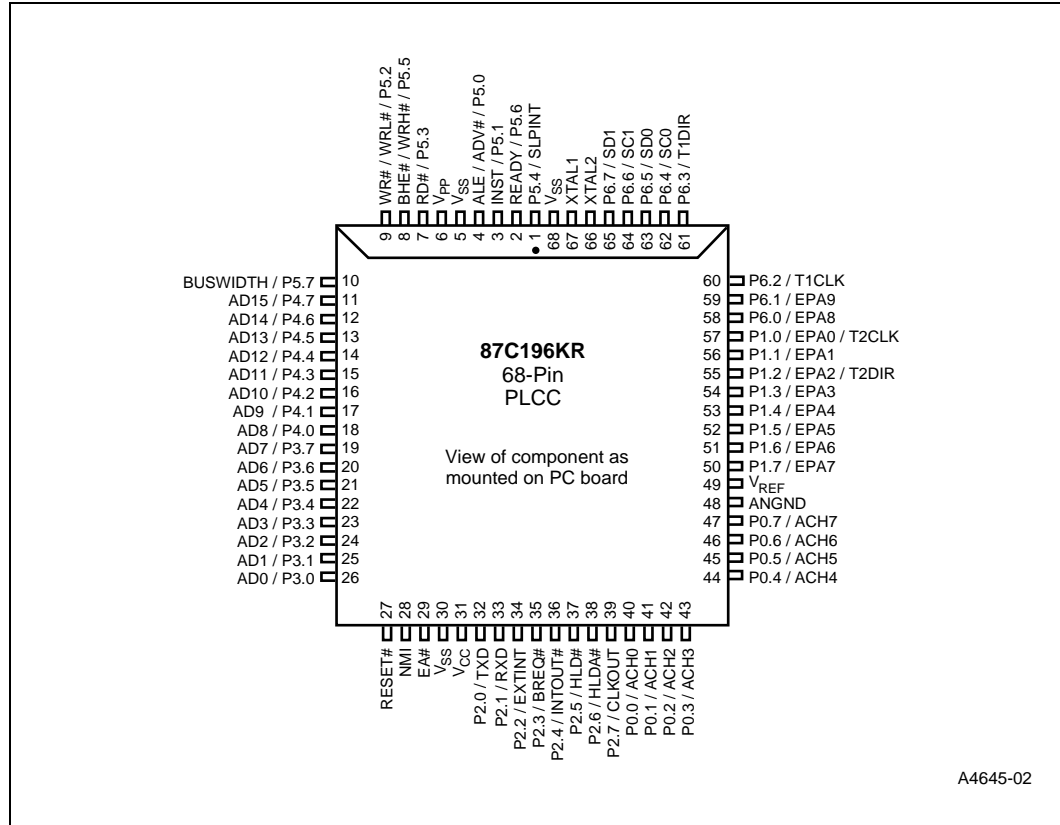 WR# / WRL# / P5.2
BHE# / WRH# / P5.5
RD# / P5.3
VPP
VSS
ALE / ADV# / P5.0
INST / P5.1
READY / P5.6
P5.4 / SLPINT
VSS
XTAL1
XTAL2
P6.7 / SD1
P6.6 / SC1
P6.5 / SD0
P6.4 / SC0
P6.3 / T1DIR
9 8 7 6 5 4 3 2 1 68 67 66 65 64 63 62 61
BUSWIDTH / P5.7 10
AD15 / P4.7 11
AD14 / P4.6 12
AD13 / P4.5 13
AD12 / P4.4 14
AD11 / P4.3 15
AD10 / P4.2 16
AD9 / P4.1 17
AD8 / P4.0 18
AD7 / P3.7 19
AD6 / P3.6 20
AD5 / P3.5 21
AD4 / P3.4 22
AD3 / P3.3 23
AD2 / P3.2 24
AD1 / P3.1 25
AD0 / P3.0 26
87C196KR
68-Pin
PLCC
View of component as
mounted on PC board
60 P6.2 / T1CLK
59 P6.1 / EPA9
58 P6.0 / EPA8
57 P1.0 / EPA0 / T2CLK
56 P1.1 / EPA1
55 P1.2 / EPA2 / T2DIR
54 P1.3 / EPA3
53 P1.4 / EPA4
52 P1.5 / EPA5
51 P1.6 / EPA6
50 P1.7 / EPA7
49 VREF
48 ANGND
47 P0.7 / ACH7
46 P0.6 / ACH6
45 P0.5 / ACH5
44 P0.4 / ACH4
27 28 29 30 31 32 33 34 35 36 37 38 39 40 41 42 43
RESET#
NMI
EA#
VSS
VCC
P2.0 / TXD
P2.1 / RXD
P2.2 / EXTINT
P2.3 / BREQ#
P2.4 / INTOUT#
P2.5 / HLD#
P2.6 / HLDA#
P2.7 / CLKOUT
P0.0 / ACH0
P0.1 / ACH1
P0.2 / ACH2
P0.3 / ACH3
A4645-02